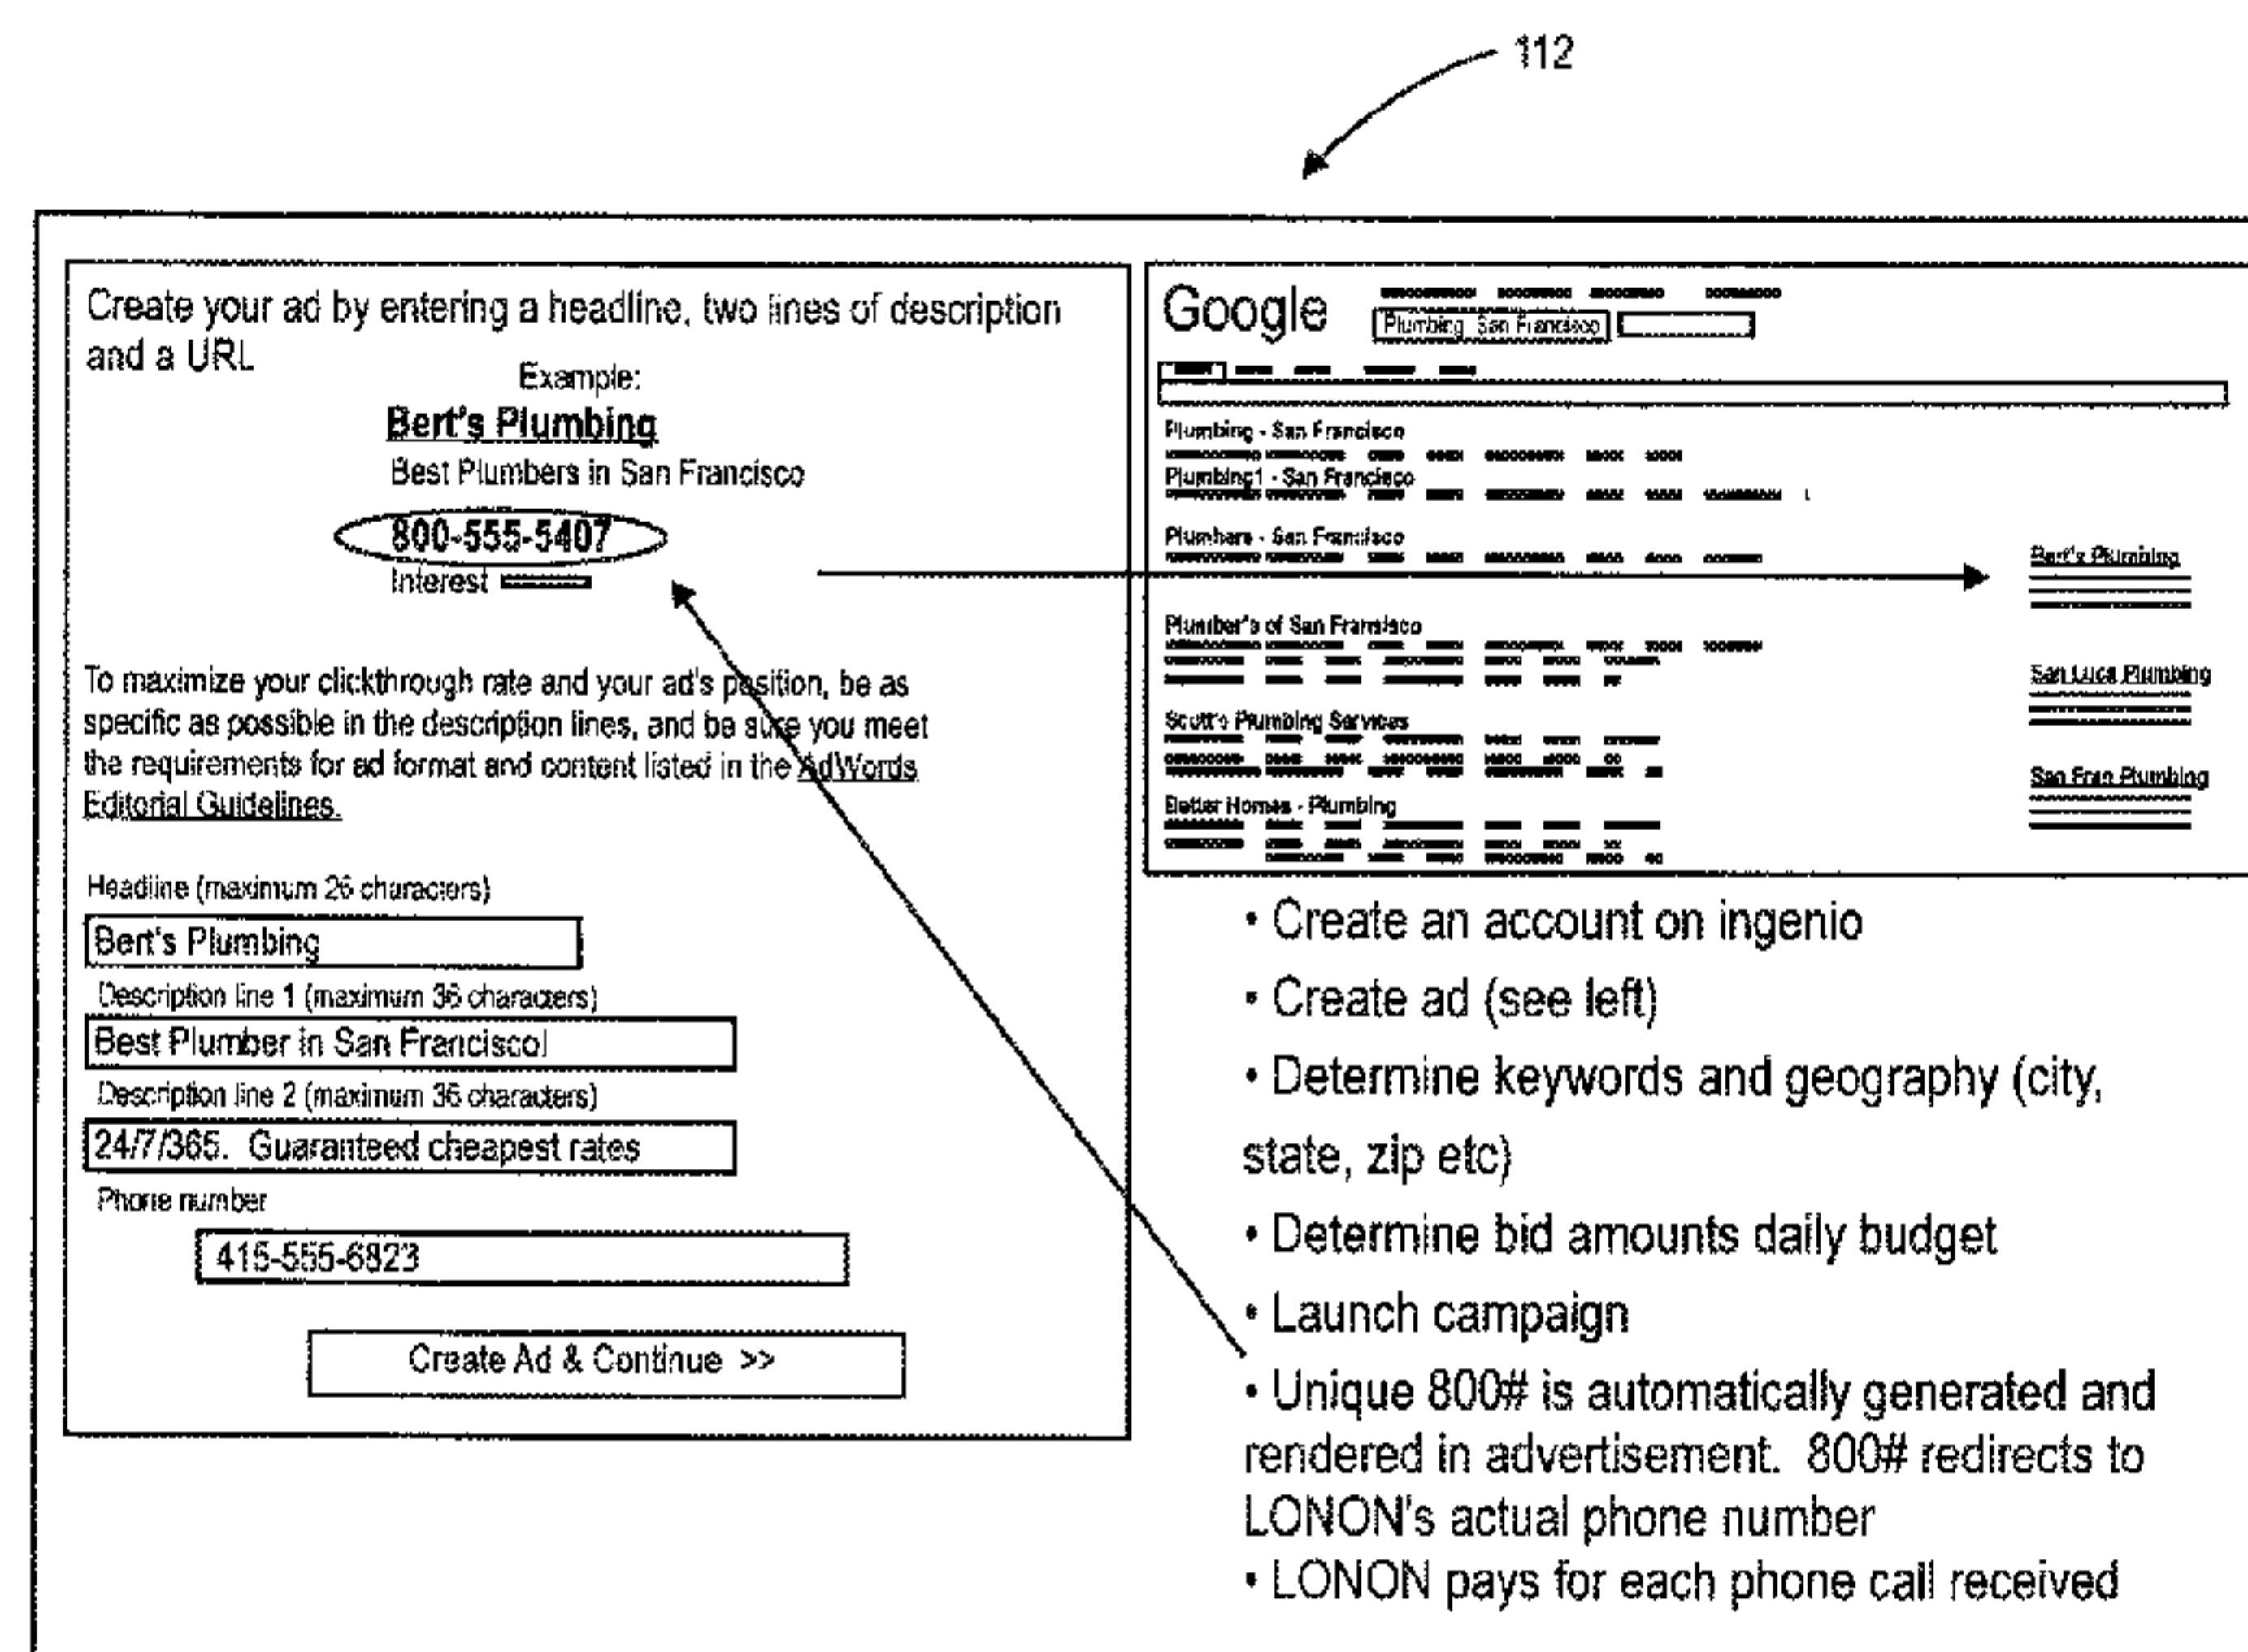 112
Create your ad by entering a headline, two lines of description
and a URL
Example:
Bert's Plumbing
Best Plumbers in San Francisco
800-555-5407
Interest
To maximize your clickthrough rate and your ad's position, be as
specific as possible in the description lines, and be sure you meet
the requirements for ad format and content listed in the AdWords
Editorial Guidelines.
Headline (maximum 26 characters)
Bert's Plumbing
Description line 1 (maximum 36 characters)
Best Plumber in San Francisco!
Description line 2 (maximum 36 characters)
24/7/365. Guaranteed cheapest rates
Phone number
415-555-6823
Create Ad & Continue >>
Google
Plumbing San Francisco
Plumbing - San Francisco
Plumbing1 - San Francisco
Plumbers - San Francisco
Plumber's of San Fransisco
Scott's Plumbing Services
Better Homes - Plumbing
Bert's Plumbing
San Luca Plumbing
San Fran Plumbing
• Create an account on ingenio
• Create ad (see left)
• Determine keywords and geography (city,
state, zip etc)
• Determine bid amounts daily budget
• Launch campaign
• Unique 800# is automatically generated and
rendered in advertisement. 800# redirects to
LONON's actual phone number
• LONON pays for each phone call received